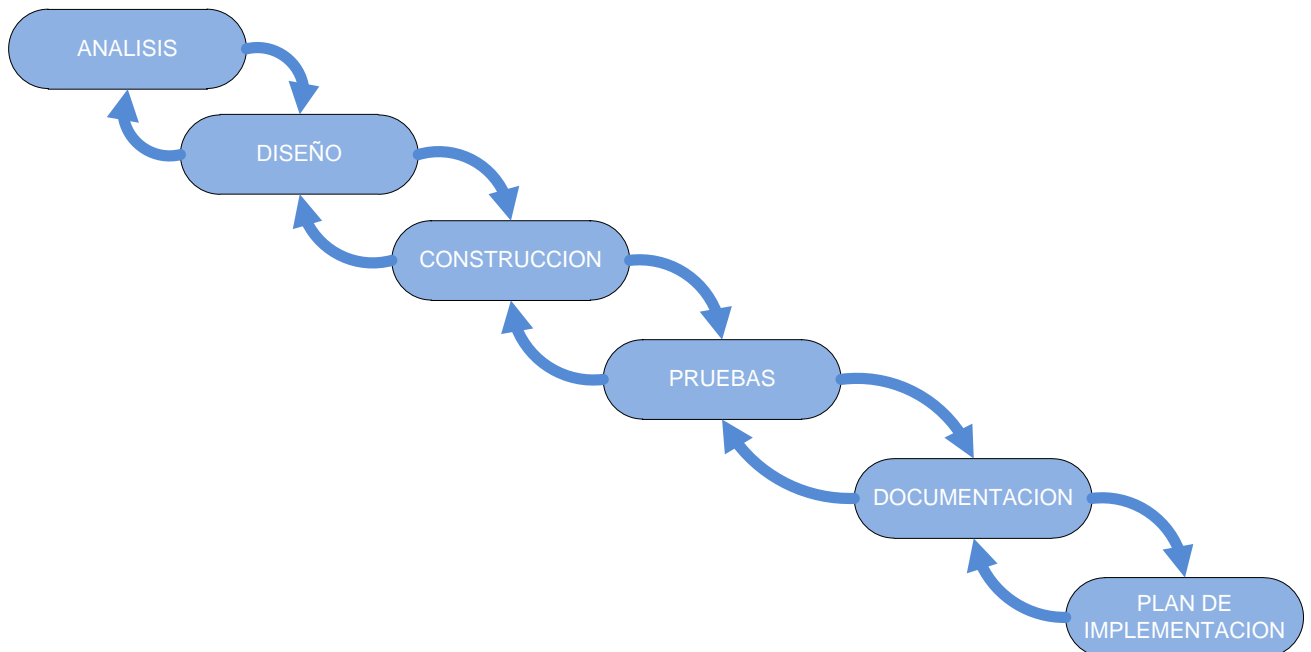 ANALISIS
DISEÑO
CONSTRUCCION
PRUEBAS
DOCUMENTACION
PLAN DE
IMPLEMENTACION